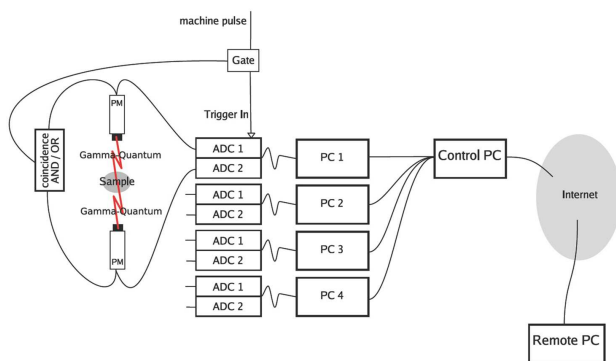 machine pulse
Gate
Trigger In
PM
Gamma-Quantum
Sample
Gamma-Quantum
PM
coincidence
AND / OR
ADC 1
ADC 2
PC 1
ADC 1
ADC 2
PC 2
ADC 1
ADC 2
PC 3
ADC 1
ADC 2
PC 4
Control PC
Internet
Remote PC